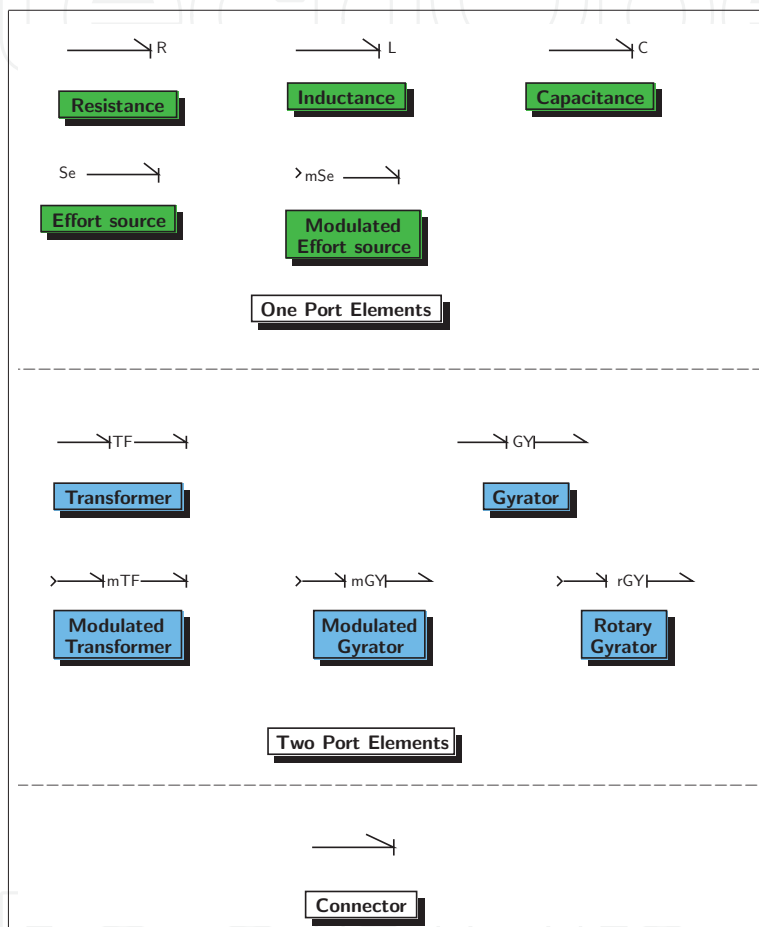 R
L
C
Resistance
Inductance
Capacitance
Se
mSe
Effort source
Modulated
Effort source
One Port Elements
TF
GY
Transformer
Gyrator
mTF
mGY
rGY
Modulated
Transformer
Modulated
Gyrator
Rotary
Gyrator
Two Port Elements
Connector